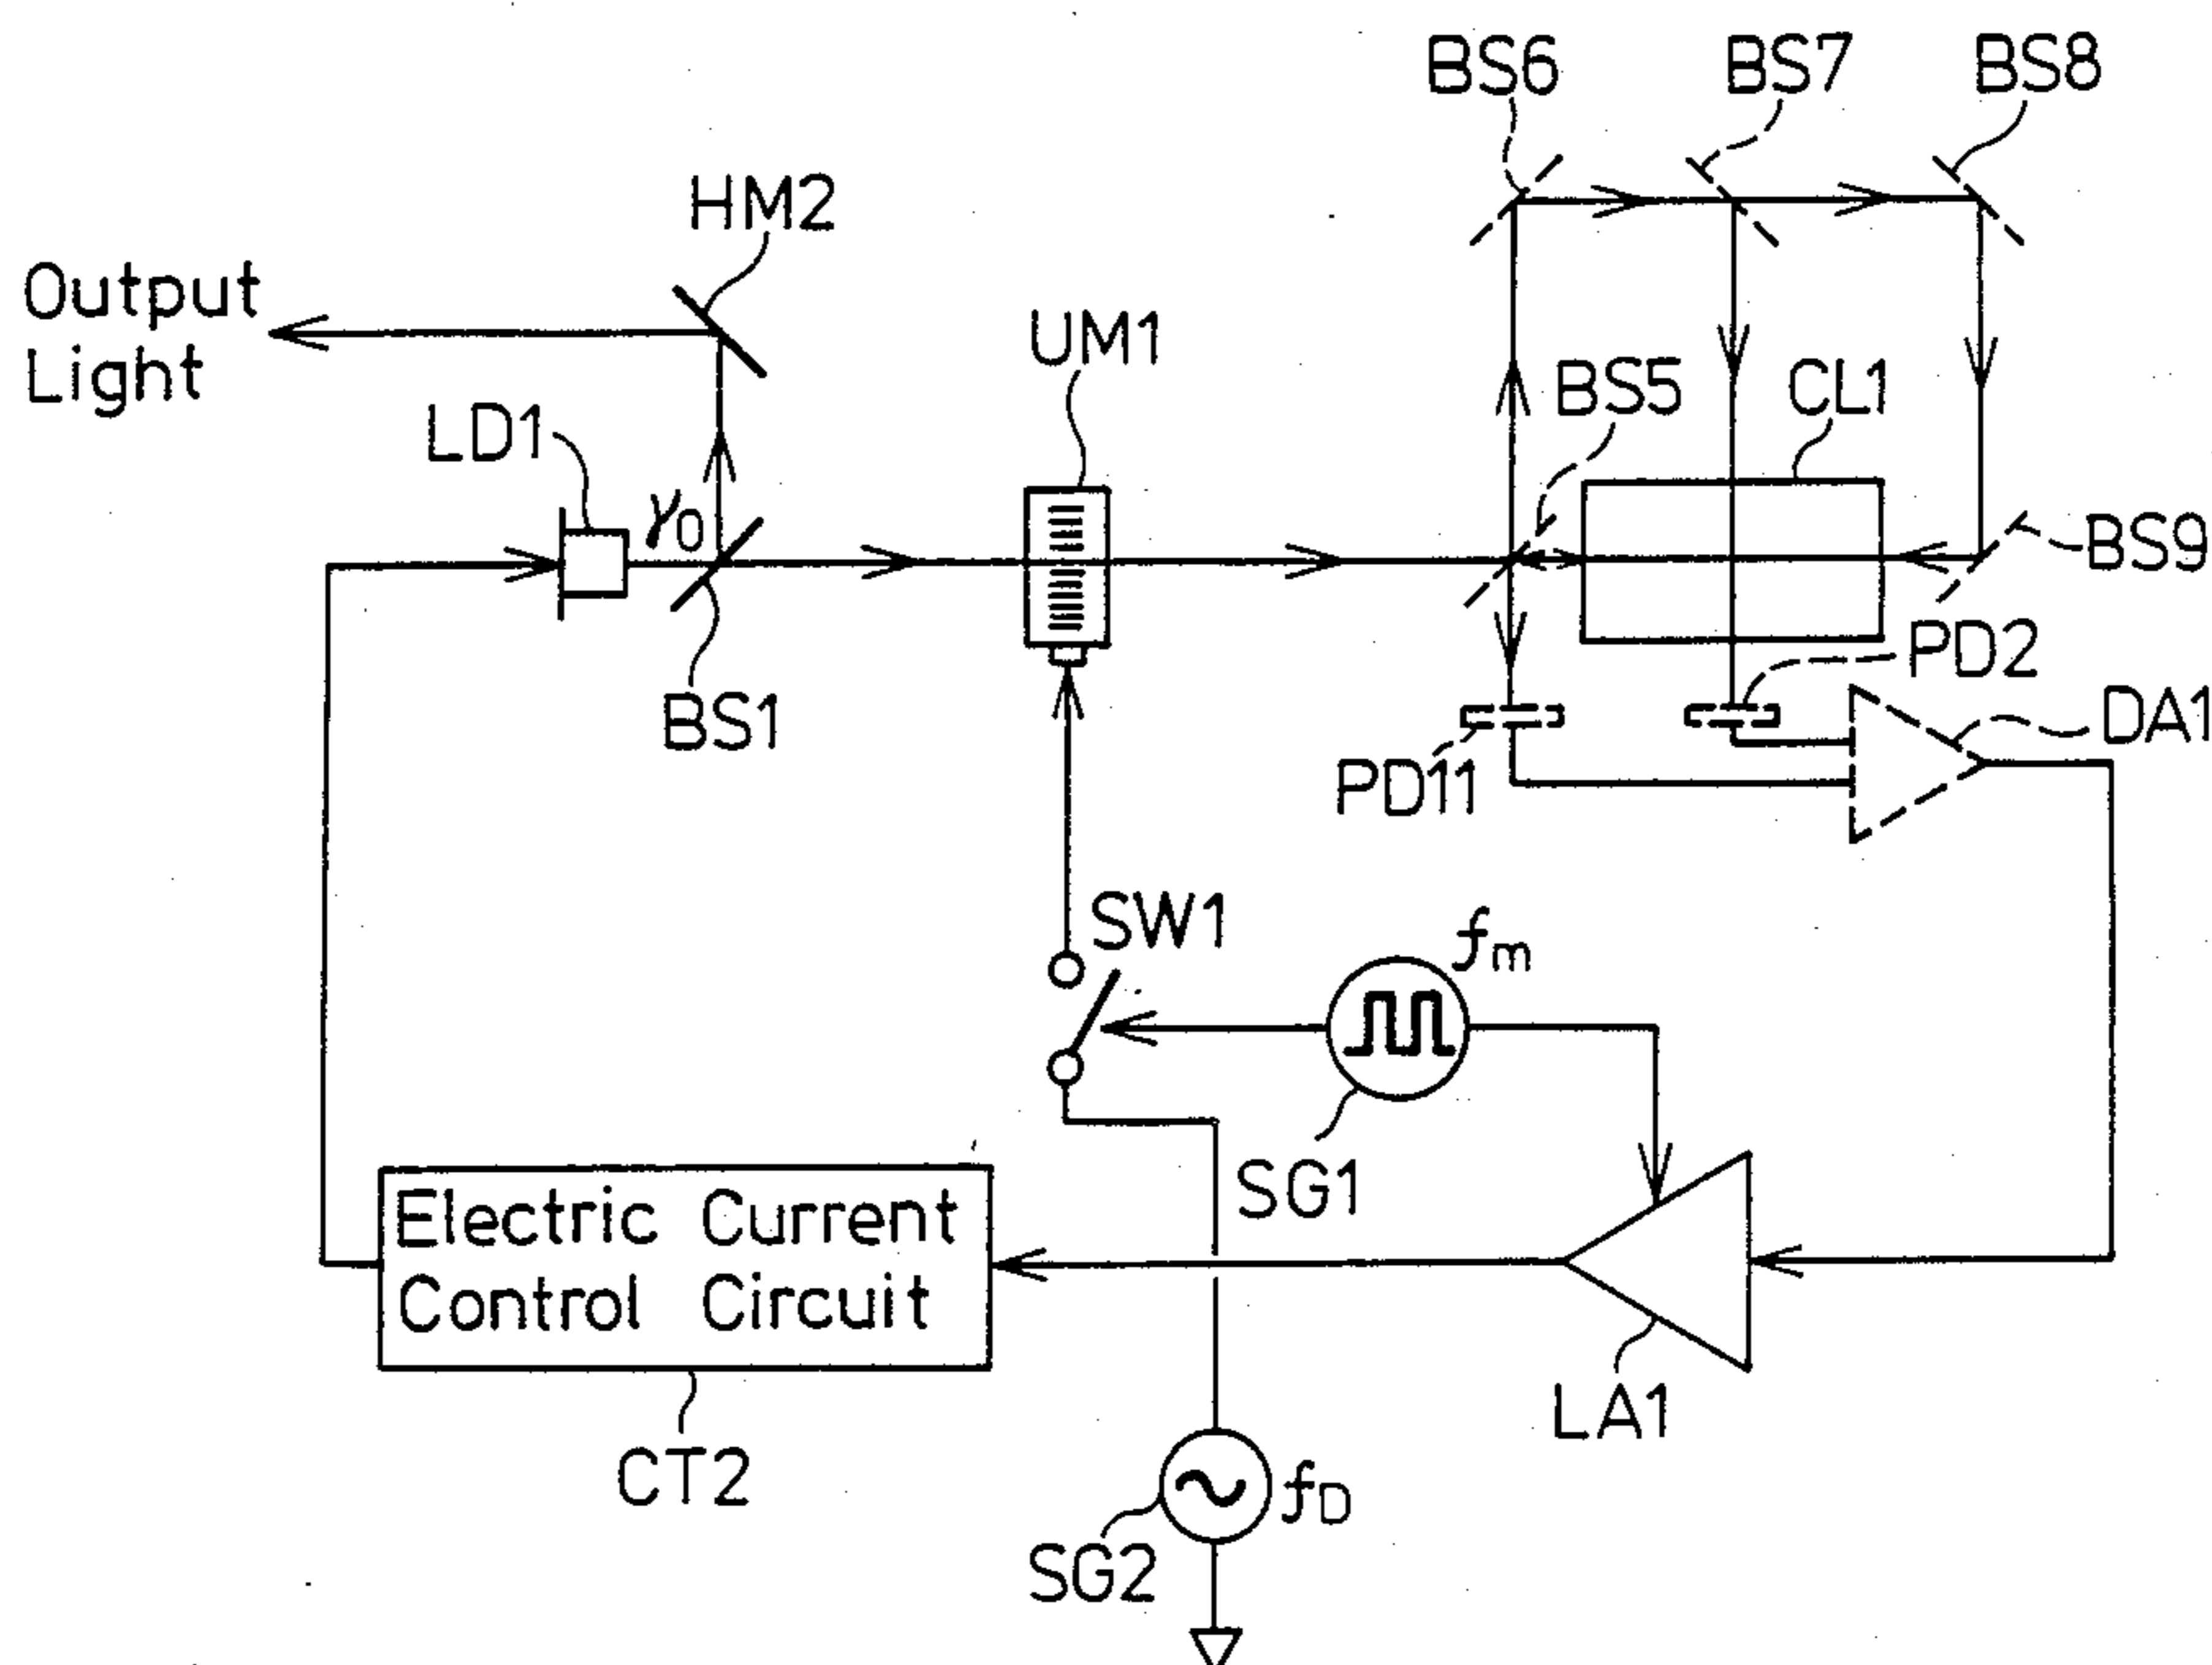 BS6
BS7
BS8
HM2
Output
Light
UM1
BS5
CL1
LD1
γ0
BS9
PD2
BS1
DA1
PD11
SW1
fm
Electric Current
Control Circuit
SG1
LA1
CT2
fD
SG2